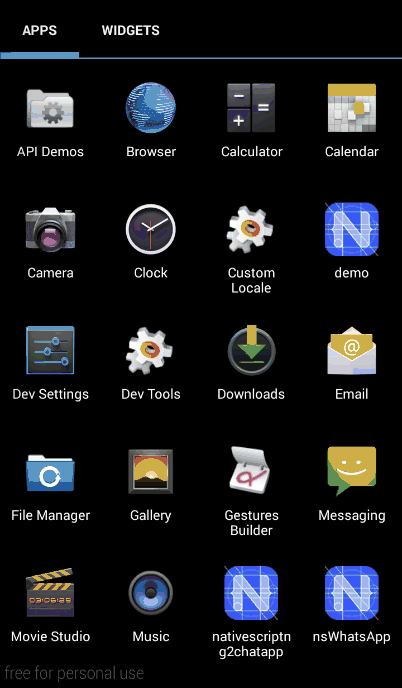 APPS WIDGETS
API Demos Browser Calculator Calendar
Camera Clock Custom Locale demo
Dev Settings Dev Tools Downloads Email
File Manager Gallery Gestures Builder Messaging
Movie Studio Music nativescriptng2chatapp nsWhatsApp
free for personal use